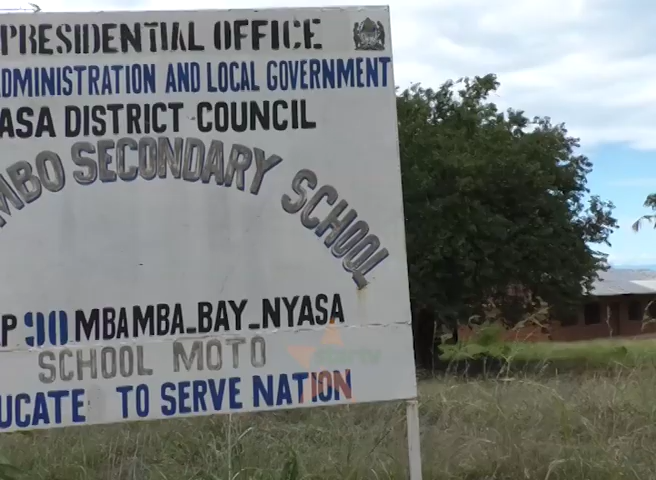 PRESIDENTIAL OFFICE
ADMINISTRATION AND LOCAL GOVERNMENT
ASA DISTRICT COUNCIL
MBO SECONDARY SCHOOL
P 90 MBAMBA_BAY_NYASA
SCHOOL MOTO
UCATE TO SERVE NATION
startv